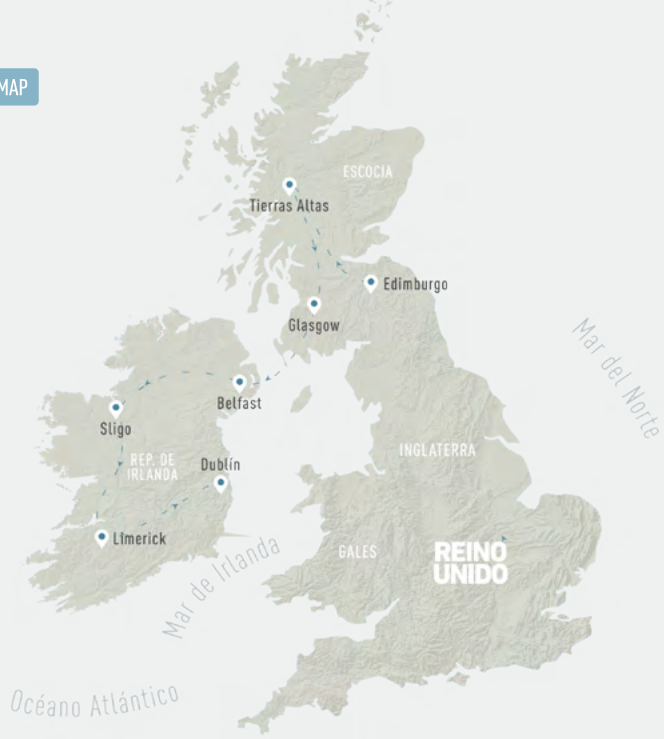 MAP
ESCOCIA
Tierras Altas
Edimburgo
Glasgow
Mar del Norte
Belfast
Sligo
REP. DE
IRLANDA
Dublín
INGLATERRA
Limerick
Mar de Irlanda
GALES
REINO
UNIDO
Océano Atlántico